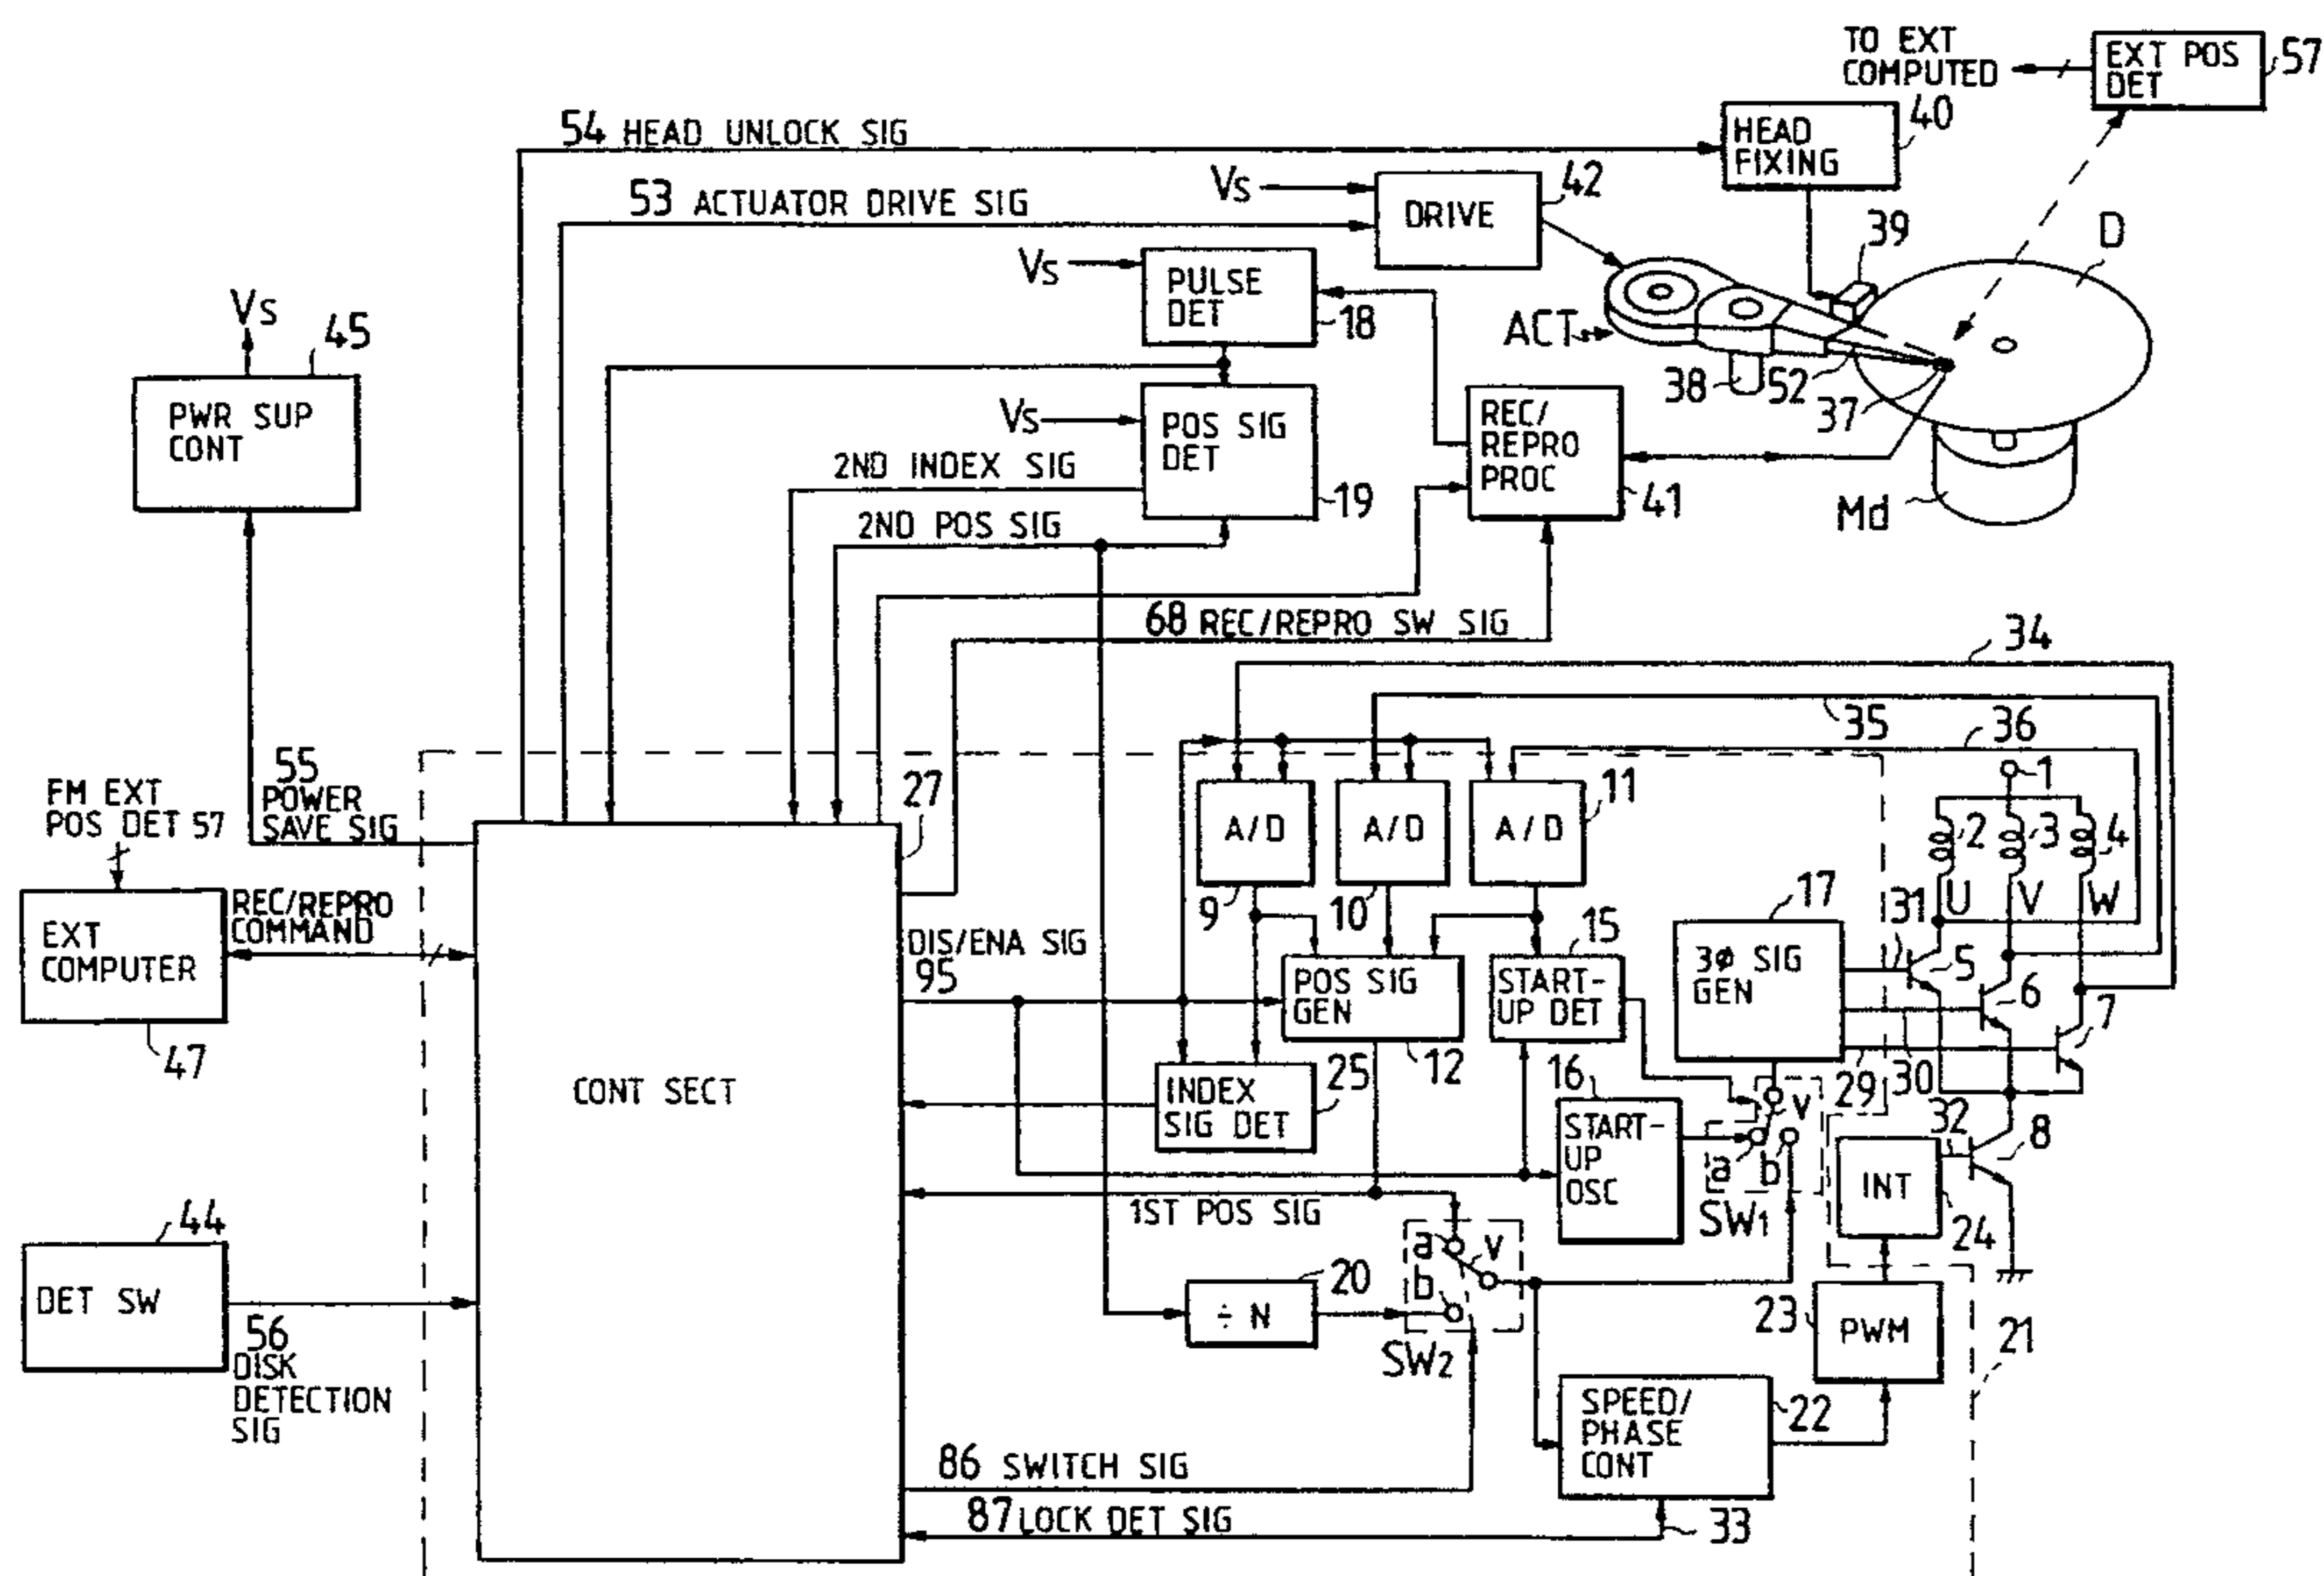 TO EXT
COMPUTED
EXT POS
DET
57
54 HEAD UNLOCK SIG
HEAD
FIXING
40
53 ACTUATOR DRIVE SIG
Vs
DRIVE
42
39
D
Vs
PULSE
DET
18
ACT
Vs
45
PWR SUP
CONT
Vs
POS SIG
DET
19
38
52
37
REC/
REPRO
PROC
41
Md
2ND INDEX SIG
2ND POS SIG
68 REC/REPRO SW SIG
34
35
36
55
POWER
SAVE SIG
FM EXT
POS DET 57
27
A/D
A/D
A/D
11
1
2
3
4
9
10
U
V
W
EXT
COMPUTER
47
REC/REPRO
COMMAND
DIS/ENA SIG
95
POS SIG
GEN
12
15
START-
UP DET
17
3Ø SIG
GEN
31
5
6
7
30
29
CONT SECT
INDEX
SIG DET
25
16
START-
UP
OSC
a
b
v
SW1
32
8
INT
24
1ST POS SIG
44
DET SW
56
DISK
DETECTION
SIG
÷ N
20
a
b
v
SW2
23
PWM
21
SPEED/
PHASE
CONT
22
86 SWITCH SIG
87 LOCK DET SIG
33